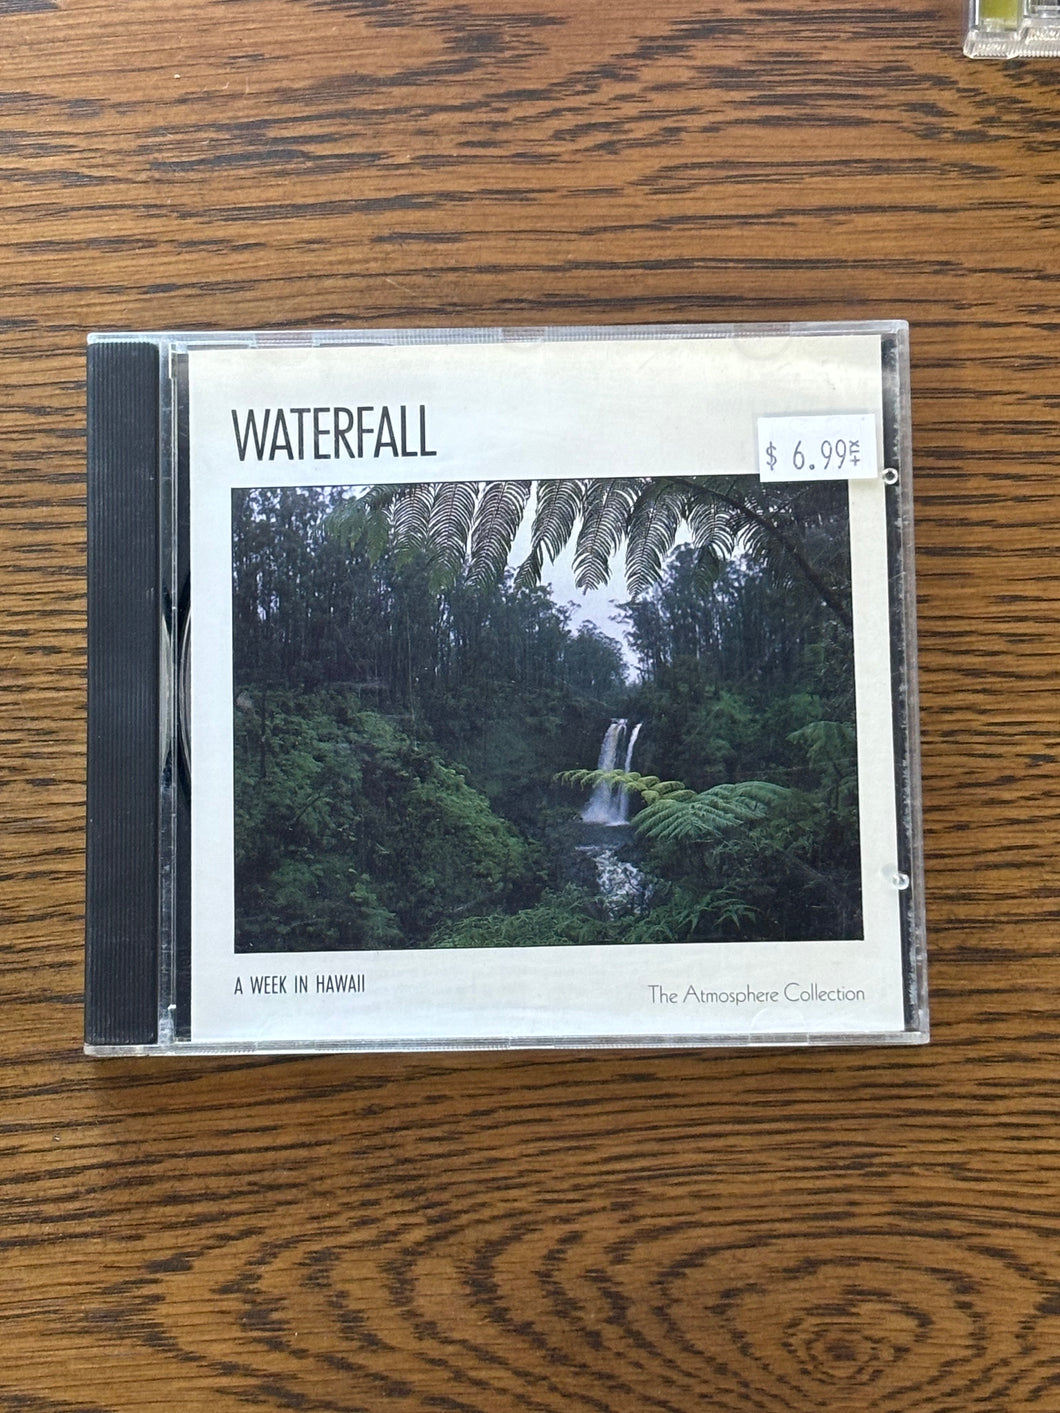 WATERFALL
$ 6.99
A WEEK IN HAWAII
The Atmosphere Collection